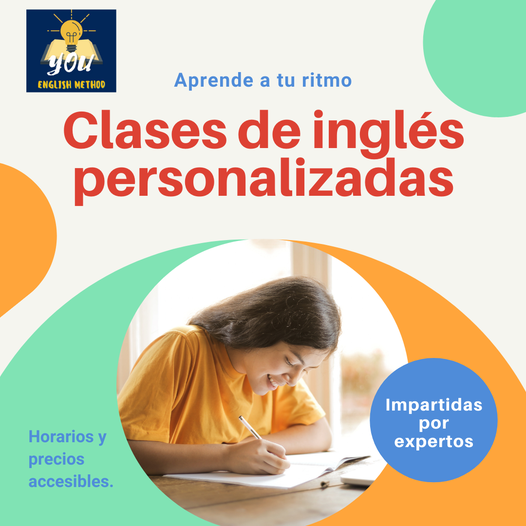 YOU
ENGLISH METHOD
Aprende a tu ritmo
Clases de inglés
personalizadas
Impartidas
por
expertos
Horarios y
precios
accesibles.